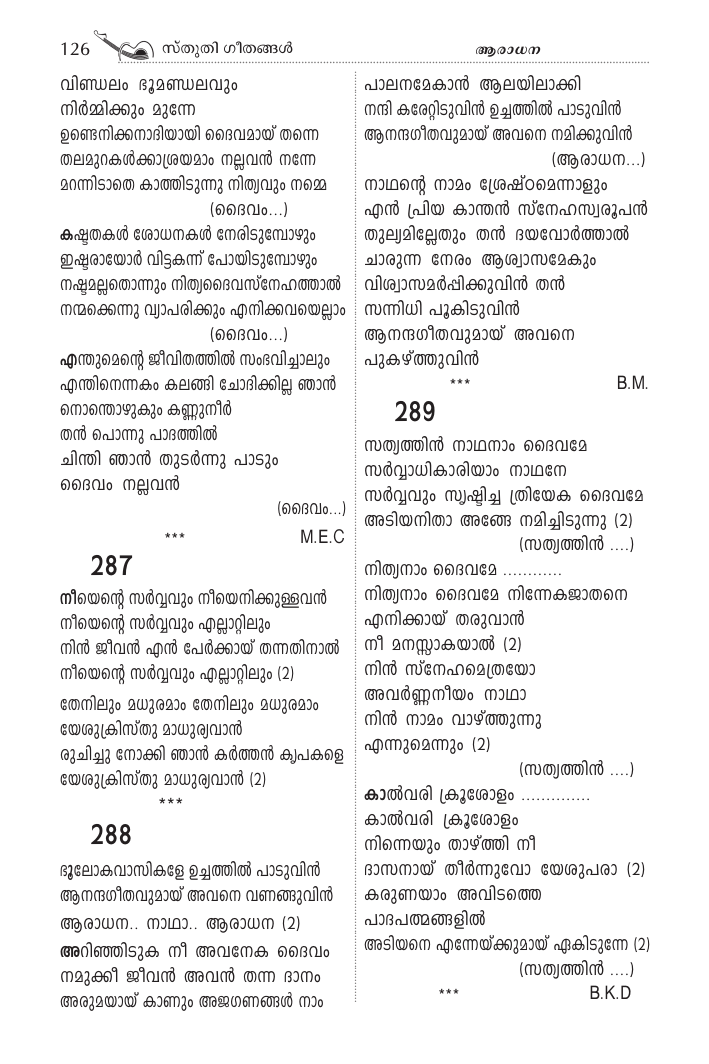 126 സ്തുതി ഗീതങ്ങൾ ആരാധന
വിണ്ഡലം ഭൂമണ്ഡലവും
നിർമ്മിക്കും മുന്നേ
ഉണ്ടെനിക്കനാദിയായി ദൈവമായ് തന്നെ
തലമുറകൾക്കാശ്രയമാം നല്ലവൻ നന്നേ
മറന്നിടാതെ കാത്തിടുന്നു നിത്യവും നമ്മെ
(ദൈവം...)
കഷ്ടതകൾ ശോധനകൾ നേരിടുമ്പോഴും
ഇഷ്ടരായോർ വിട്ടകന്ന് പോയിടുമ്പോഴും
നഷ്ടമല്ലതൊന്നും നിത്യദൈവസ്നേഹത്താൽ
നന്മക്കെന്നു വ്യാപരിക്കും എനിക്കവയെല്ലാം
(ദൈവം...)
എന്തുമെന്റെ ജീവിതത്തിൽ സംഭവിച്ചാലും
എന്തിനെന്നകം കലങ്ങി ചോദിക്കില്ല ഞാൻ
നൊന്തൊഴുകും കണ്ണുനീർ
തൻ പൊന്നു പാദത്തിൽ
ചിന്തി ഞാൻ തുടർന്നു പാടും
ദൈവം നല്ലവൻ
(ദൈവം...)
*** M.E.C
287
നീയെന്റെ സർവ്വവും നീയെനിക്കുള്ളവൻ
നീയെന്റെ സർവ്വവും എല്ലാറ്റിലും
നിൻ ജീവൻ എൻ പേർക്കായ് തന്നതിനാൽ
നീയെന്റെ സർവ്വവും എല്ലാറ്റിലും (2)
തേനിലും മധുരമാം തേനിലും മധുരമാം
യേശുക്രിസ്തു മാധുര്യവാൻ
രുചിച്ചു നോക്കി ഞാൻ കർത്തൻ കൃപകളെ
യേശുക്രിസ്തു മാധുര്യവാൻ (2)
***
288
ഭൂലോകവാസികളേ ഉച്ചത്തിൽ പാടുവിൻ
ആനന്ദഗീതവുമായ് അവനെ വണങ്ങുവിൻ
ആരാധന.. നാഥാ.. ആരാധന (2)
അറിഞ്ഞിടുക നീ അവനേക ദൈവം
നമുക്കീ ജീവൻ അവൻ തന്ന ദാനം
അരുമയായ് കാണും അജഗണങ്ങൾ നാം
പാലനമേകാൻ ആലയിലാക്കി
നന്ദി കരേറ്റിടുവിൻ ഉച്ചത്തിൽ പാടുവിൻ
ആനന്ദഗീതവുമായ് അവനെ നമിക്കുവിൻ
(ആരാധന...)
നാഥന്റെ നാമം ശ്രേഷ്ഠമെന്നാളും
എൻ പ്രിയ കാന്തൻ സ്നേഹസ്വരൂപൻ
തുല്യമില്ലേതും തൻ ദയവോർത്താൽ
ചാരുന്ന നേരം ആശ്വാസമേകും
വിശ്വാസമർപ്പിക്കുവിൻ തൻ
സന്നിധി പൂകിടുവിൻ
ആനന്ദഗീതവുമായ് അവനെ
പുകഴ്ത്തുവിൻ
*** B.M.
289
സത്യത്തിൻ നാഥനാം ദൈവമേ
സർവ്വാധികാരിയാം നാഥനേ
സർവ്വവും സൃഷ്ടിച്ച ത്രിയേക ദൈവമേ
അടിയനിതാ അങ്ങേ നമിച്ചിടുന്നു (2)
(സത്യത്തിൻ ....)
നിത്യനാം ദൈവമേ ............
നിത്യനാം ദൈവമേ നിന്നേകജാതനെ
എനിക്കായ് തരുവാൻ
നീ മനസ്സാകയാൽ (2)
നിൻ സ്നേഹമെത്രയോ
അവർണ്ണനീയം നാഥാ
നിൻ നാമം വാഴ്ത്തുന്നു
എന്നുമെന്നും (2)
(സത്യത്തിൻ ....)
കാൽവരി ക്രൂശോളം ..............
കാൽവരി ക്രൂശോളം
നിന്നെയും താഴ്ത്തി നീ
ദാസനായ് തീർന്നുവോ യേശുപരാ (2)
കരുണയാം അവിടത്തെ
പാദപത്മങ്ങളിൽ
അടിയനെ എന്നേയ്ക്കുമായ് ഏകിടുന്നേ (2)
(സത്യത്തിൻ ....)
*** B.K.D